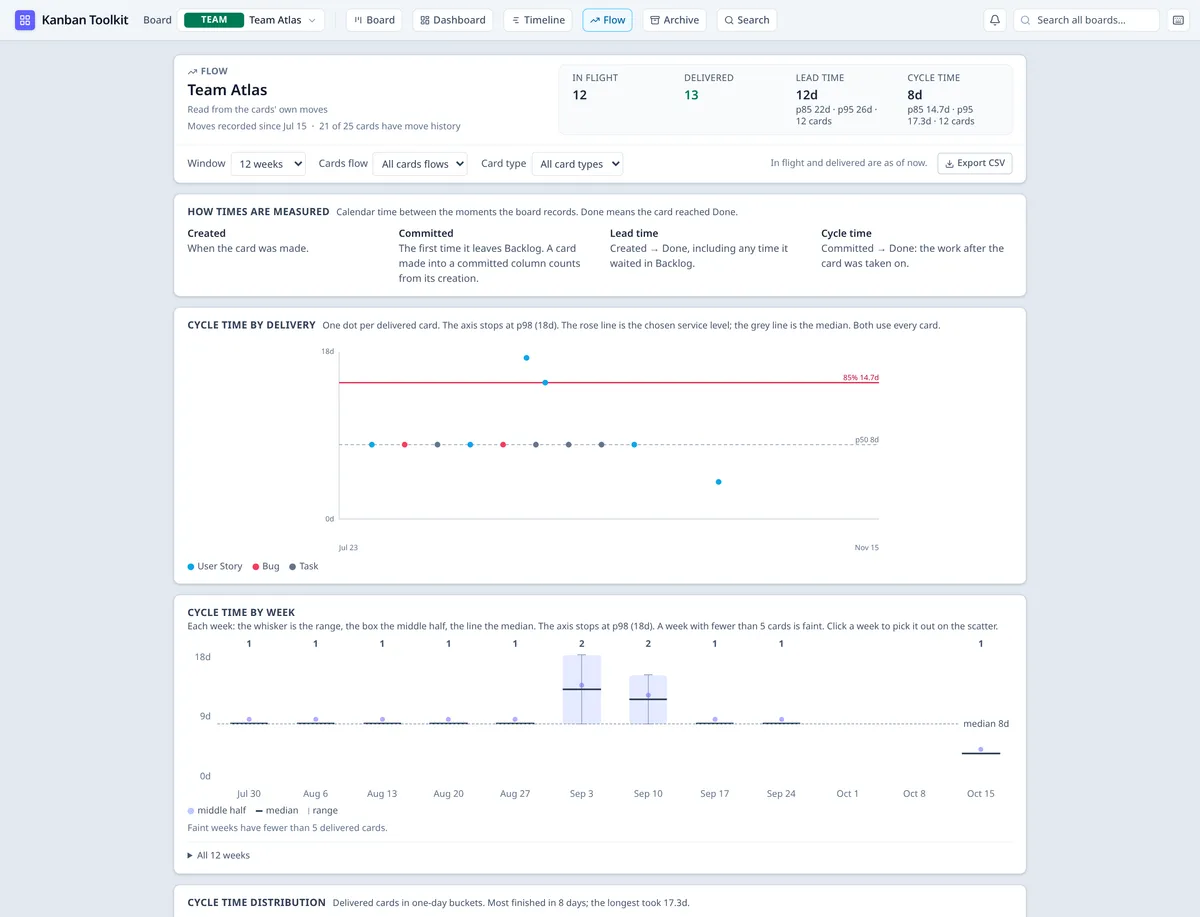 Kanban Toolkit
Board
TEAM
Team Atlas
Board
Dashboard
Timeline
Flow
Archive
Search
Search all boards...
FLOW
Team Atlas
Read from the cards' own moves
Moves recorded since Jul 15 · 21 of 25 cards have move history
IN FLIGHT
12
DELIVERED
13
LEAD TIME
12d
p85 22d · p95 26d ·
12 cards
CYCLE TIME
8d
p85 14.7d · p95
17.3d · 12 cards
Window
12 weeks
Cards flow
All cards flows
Card type
All card types
In flight and delivered are as of now.
Export CSV
HOW TIMES ARE MEASURED Calendar time between the moments the board records. Done means the card reached Done.
Created
When the card was made.
Committed
The first time it leaves Backlog. A card
made into a committed column counts
from its creation.
Lead time
Created → Done, including any time it
waited in Backlog.
Cycle time
Committed → Done: the work after the
card was taken on.
CYCLE TIME BY DELIVERY One dot per delivered card. The axis stops at p98 (18d). The rose line is the chosen service level; the grey line is the median. Both use every card.
18d
85% 14.7d
p50 8d
0d
Jul 23
Nov 15
User Story
Bug
Task
CYCLE TIME BY WEEK
Each week: the whisker is the range, the box the middle half, the line the median. The axis stops at p98 (18d). A week with fewer than 5 cards is faint. Click a week to pick it out on the scatter.
1 1 1 1 1 2 2 1 1 1
18d
9d
median 8d
0d
Jul 30 Aug 6 Aug 13 Aug 20 Aug 27 Sep 3 Sep 10 Sep 17 Sep 24 Oct 1 Oct 8 Oct 15
middle half
median
range
Faint weeks have fewer than 5 delivered cards.
All 12 weeks
CYCLE TIME DISTRIBUTION Delivered cards in one-day buckets. Most finished in 8 days; the longest took 17.3d.